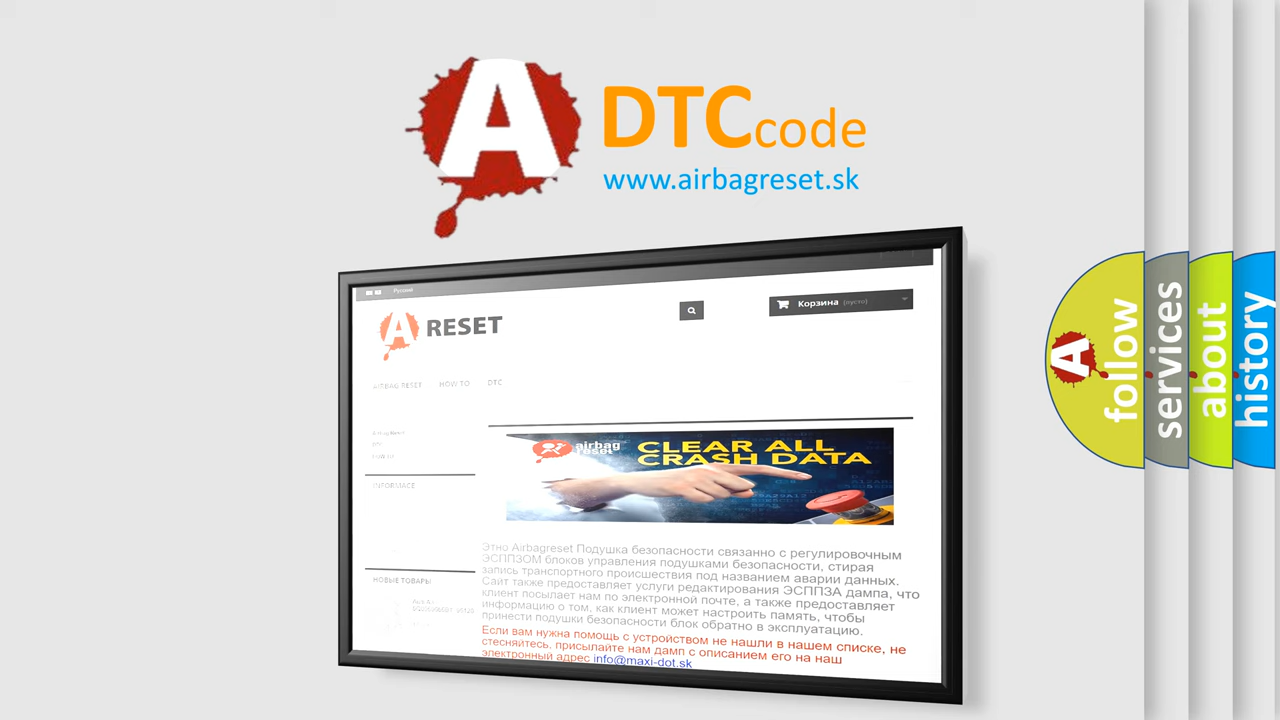 A
DTC code
www.airbagreset.sk
Русский
Корзина (пусто)
A RESET
AIRBAG RESET HOW TO DTC
Airbag Reset
DTC
INFORMACE
airbag
reset
CLEAR ALL
CRASH DATA
Этно Airbagreset Подушка безопасности связанно с регулировочным
ЭСППЗОМ блоков управления подушками безопасности, стирая
запись транспортного происшествия под названием аварии данных.
Сайт также предоставляет услуги редактирования ЭСППЗА дампа, что
клиент посылает нам по электронной почте, а также предоставляет
информацию о том, как клиент может настроить память, чтобы
принести подушки безопасности блок обратно в эксплуатацию.
Если вам нужна помощь с устройством не нашли в нашем списке, не
стесняйтесь, присылайте нам дамп с описанием его на наш
электронный адрес info@maxi-dot.sk
НОВЫЕ ТОВАРЫ
A
follow
services
about
history